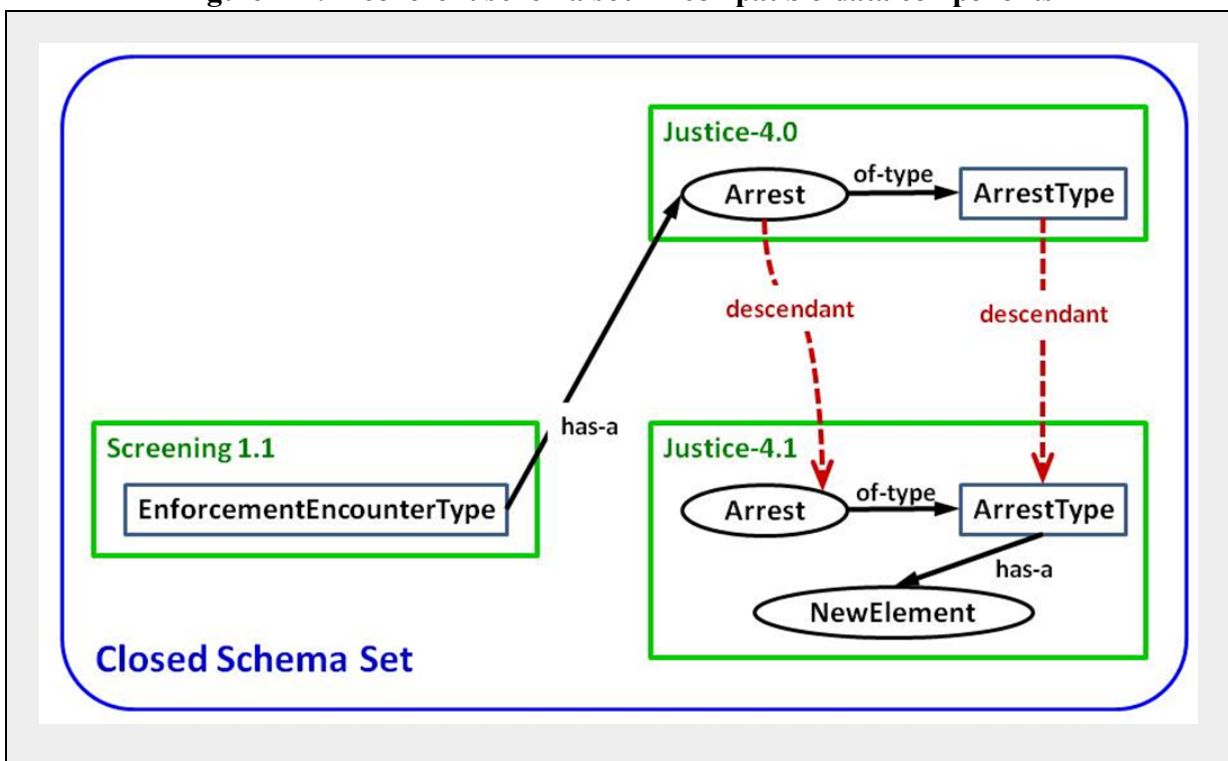 Justice-4.0
Arrest
of-type
ArrestType
descendant
descendant
has-a
Screening 1.1
EnforcementEncounterType
Justice-4.1
Arrest
of-type
ArrestType
has-a
NewElement
Closed Schema Set